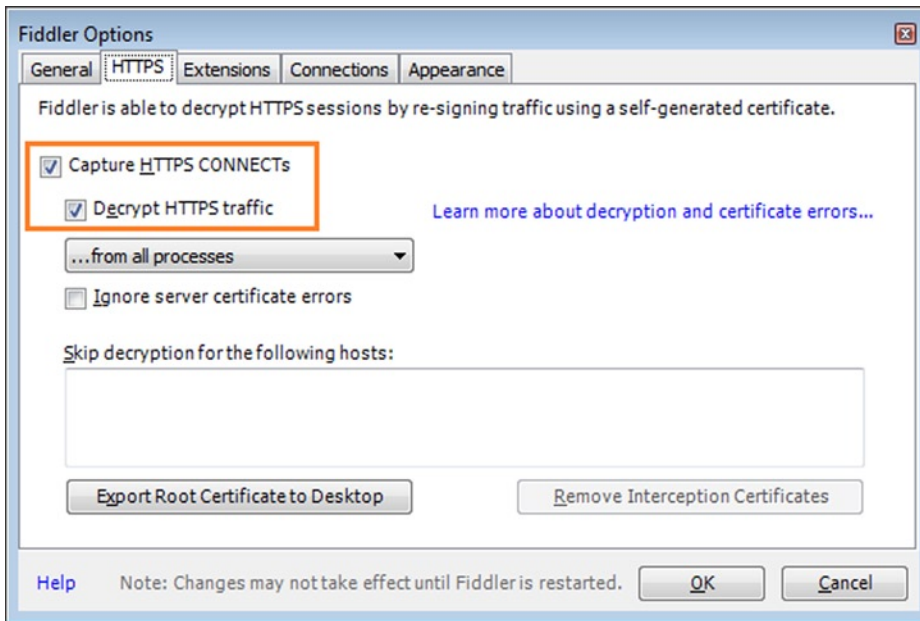 Fiddler Options
General HTTPS Extensions Connections Appearance
Fiddler is able to decrypt HTTPS sessions by re-signing traffic using a self-generated certificate.
Capture HTTPS CONNECTs
Decrypt HTTPS traffic
Learn more about decryption and certificate errors...
...from all processes
Ignore server certificate errors
Skip decryption for the following hosts:
Export Root Certificate to Desktop Remove Interception Certificates
Help Note: Changes may not take effect until Fiddler is restarted. OK Cancel